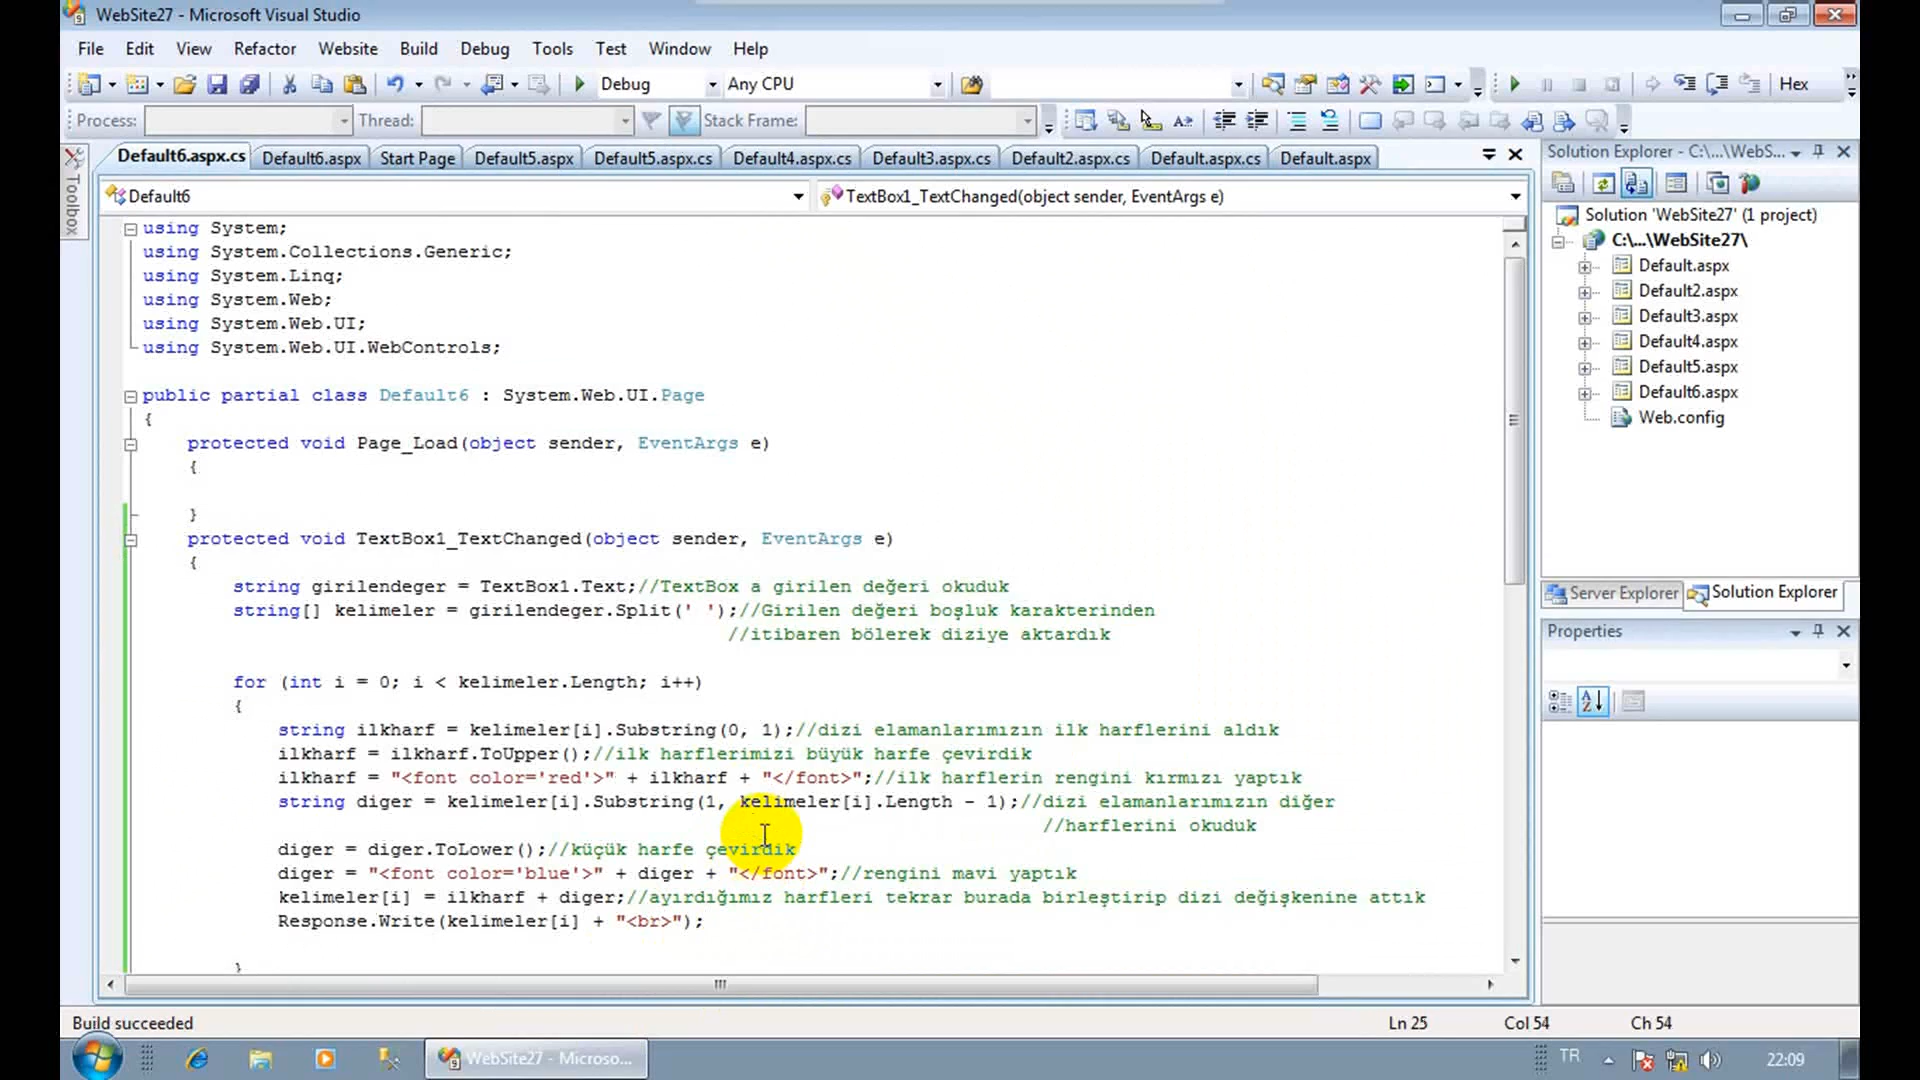 WebSite27 - Microsoft Visual Studio
File Edit View Refactor Website Build Debug Tools Test Window Help
Debug Any CPU Hex
Process: Thread: Stack Frame:
Toolbox
Default6.aspx.cs Default6.aspx Start Page Default5.aspx Default5.aspx.cs Default4.aspx.cs Default3.aspx.cs Default2.aspx.cs Default.aspx.cs Default.aspx
Default6 TextBox1_TextChanged(object sender, EventArgs e)
using System;
using System.Collections.Generic;
using System.Linq;
using System.Web;
using System.Web.UI;
using System.Web.UI.WebControls;
public partial class Default6 : System.Web.UI.Page
{
protected void Page_Load(object sender, EventArgs e)
{
}
protected void TextBox1_TextChanged(object sender, EventArgs e)
{
string girilendeger = TextBox1.Text;//TextBox a girilen değeri okuduk
string[] kelimeler = girilendeger.Split(' ');//Girilen değeri boşluk karakterinden
//itibaren bölerek diziye aktardık
for (int i = 0; i < kelimeler.Length; i++)
{
string ilkharf = kelimeler[i].Substring(0, 1);//dizi elamanlarımızın ilk harflerini aldık
ilkharf = ilkharf.ToUpper();//ilk harflerimizi büyük harfe çevirdik
ilkharf = "<font color='red'>" + ilkharf + "</font>";//ilk harflerin rengini kırmızı yaptık
string diger = kelimeler[i].Substring(1, kelimeler[i].Length - 1);//dizi elamanlarımızın diğer
//harflerini okuduk
diger = diger.ToLower();//küçük harfe çevirdik
diger = "<font color='blue'>" + diger + "</font>";//rengini mavi yaptık
kelimeler[i] = ilkharf + diger;//ayırdığımız harfleri tekrar burada birleştirip dizi değişkenine attık
Response.Write(kelimeler[i] + "<br>");
}
Solution Explorer - C:\...\WebS...
Solution 'WebSite27' (1 project)
C:\...\WebSite27\
Default.aspx
Default2.aspx
Default3.aspx
Default4.aspx
Default5.aspx
Default6.aspx
Web.config
Server Explorer Solution Explorer
Properties
Build succeeded Ln 25 Col 54 Ch 54
WebSite27 - Microso... TR 22:09